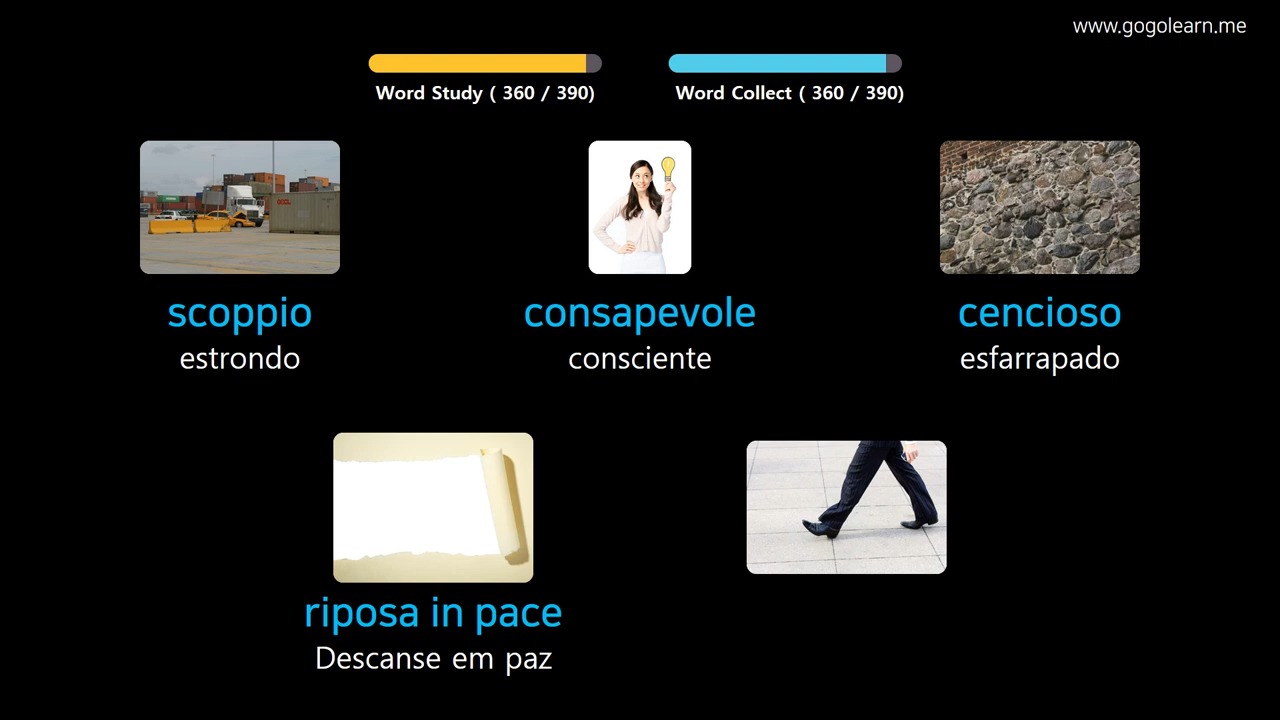 www.gogolearn.me
Word Study ( 360 / 390)
Word Collect ( 360 / 390)
scoppio
estrondo
consapevole
consciente
cencioso
esfarrapado
riposa in pace
Descanse em paz